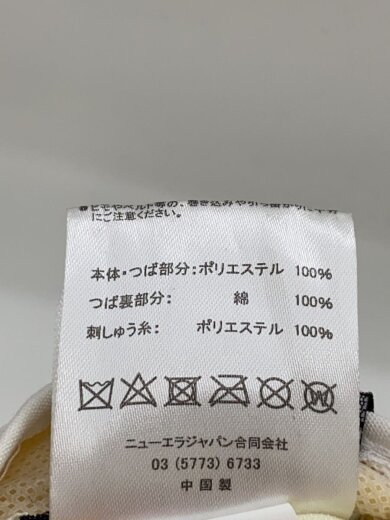 にご注意ください。
本体・つば部分:ポリエステル 100%
つば裏部分: 綿 100%
刺しゅう糸: ポリエステル 100%
ニューエラジャパン合同会社
03 (5773) 6733
中国製